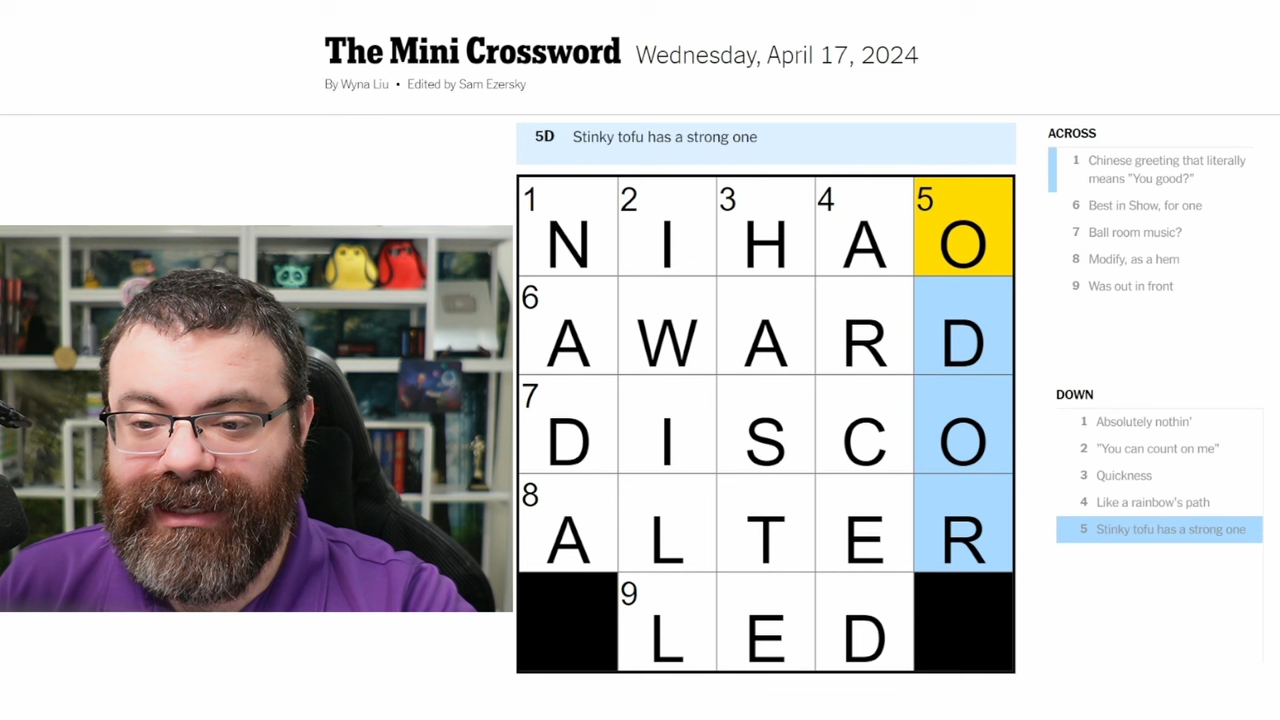 The Mini Crossword Wednesday, April 17, 2024
By Wyna Liu • Edited by Sam Ezersky
5D Stinky tofu has a strong one
1 2 3 4 5
N I H A O
6
A W A R D
7
D I S C O
8
A L T E R
9
L E D
ACROSS
1 Chinese greeting that literally
means "You good?"
6 Best in Show, for one
7 Ball room music?
8 Modify, as a hem
9 Was out in front
DOWN
1 Absolutely nothin'
2 "You can count on me"
3 Quickness
4 Like a rainbow's path
5 Stinky tofu has a strong one